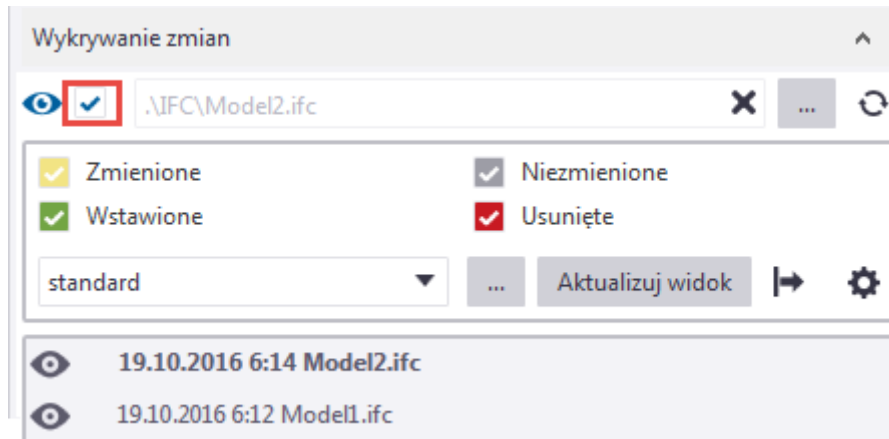 Wykrywanie zmian
.\IFC\Model2.ifc ...
Zmienione Niezmienione
Wstawione Usunięte
standard ... Aktualizuj widok
19.10.2016 6:14 Model2.ifc
19.10.2016 6:12 Model1.ifc